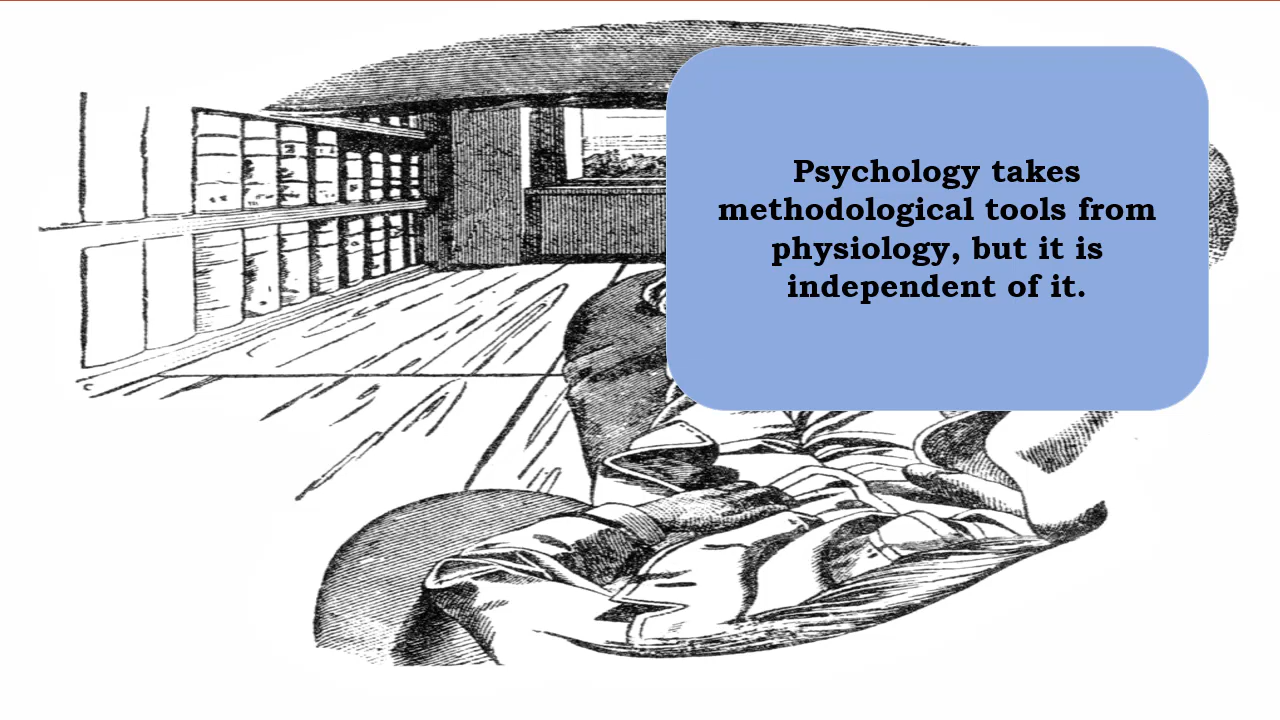 Psychology takes
methodological tools from
physiology, but it is
independent of it.